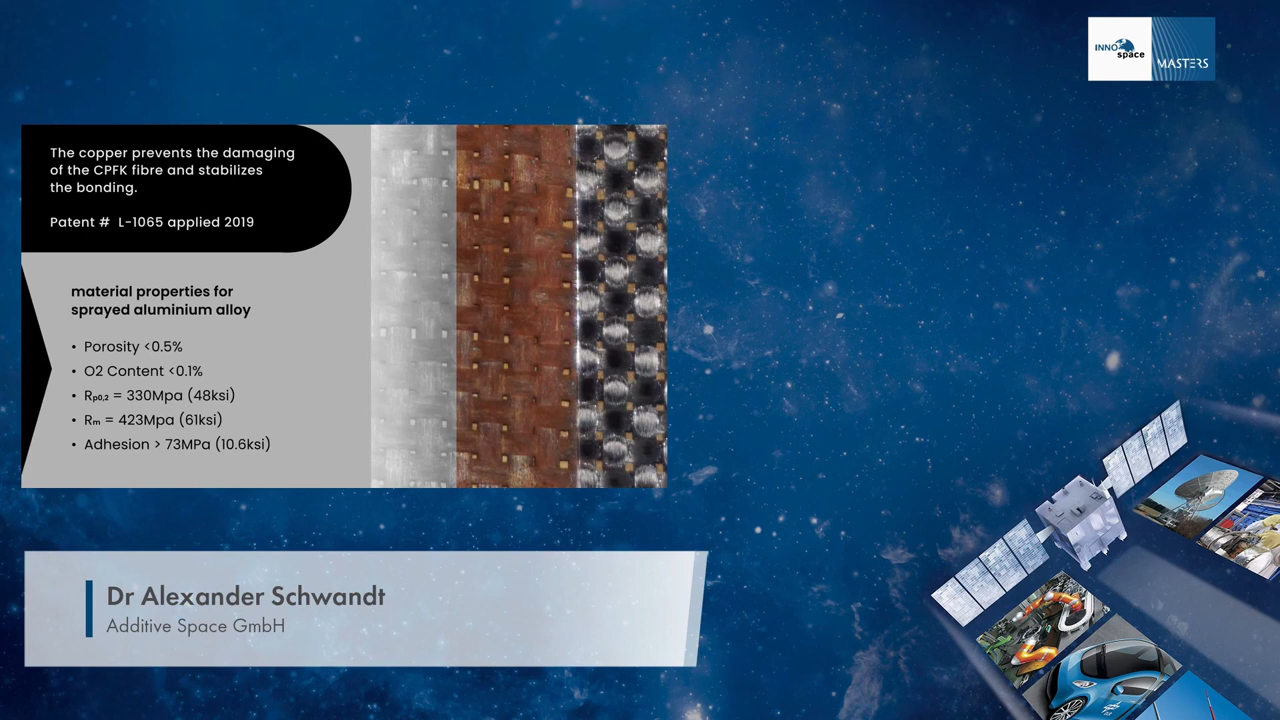 INNO
space
MASTERS
The copper prevents the damaging
of the CPFK fibre and stabilizes
the bonding.
Patent # L-1065 applied 2019
material properties for
sprayed aluminium alloy
• Porosity <0.5%
• O2 Content <0.1%
• Rp0,2 = 330Mpa (48ksi)
• Rm = 423Mpa (61ksi)
• Adhesion > 73MPa (10.6ksi)
Dr Alexander Schwandt
Additive Space GmbH